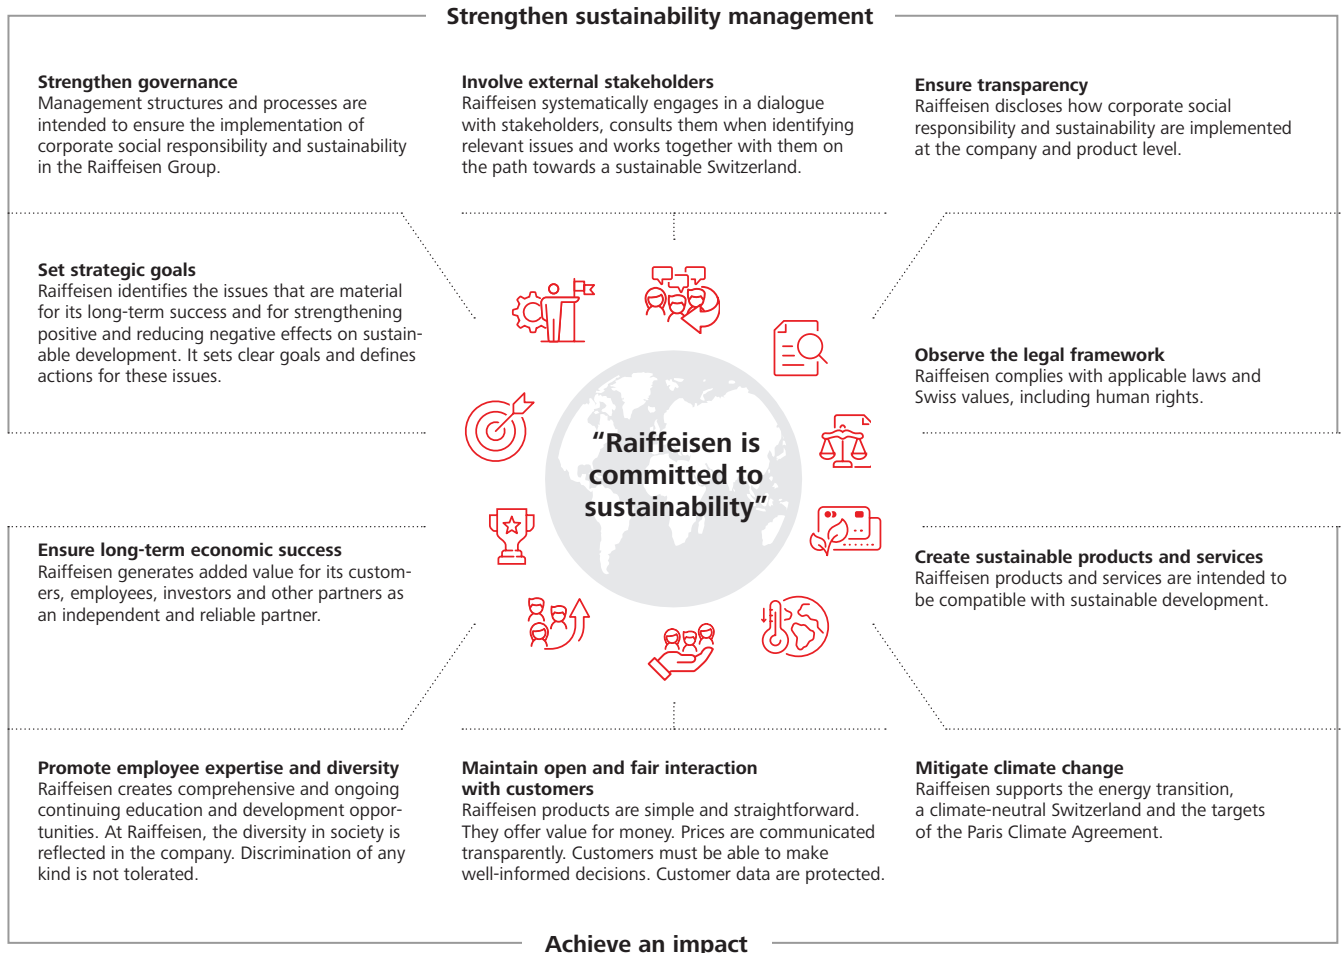 Strengthen sustainability management
Strengthen governance
Management structures and processes are
intended to ensure the implementation of
corporate social responsibility and sustainability
in the Raiffeisen Group.
Involve external stakeholders
Raiffeisen systematically engages in a dialogue
with stakeholders, consults them when identifying
relevant issues and works together with them on
the path towards a sustainable Switzerland.
Ensure transparency
Raiffeisen discloses how corporate social
responsibility and sustainability are implemented
at the company and product level.
Set strategic goals
Raiffeisen identifies the issues that are material
for its long-term success and for strengthening
positive and reducing negative effects on sustain-
able development. It sets clear goals and defines
actions for these issues.
Observe the legal framework
Raiffeisen complies with applicable laws and
Swiss values, including human rights.
“Raiffeisen is
committed to
sustainability”
Ensure long-term economic success
Raiffeisen generates added value for its custom-
ers, employees, investors and other partners as
an independent and reliable partner.
Create sustainable products and services
Raiffeisen products and services are intended to
be compatible with sustainable development.
Promote employee expertise and diversity
Raiffeisen creates comprehensive and ongoing
continuing education and development oppor-
tunities. At Raiffeisen, the diversity in society is
reflected in the company. Discrimination of any
kind is not tolerated.
Maintain open and fair interaction
with customers
Raiffeisen products are simple and straightforward.
They offer value for money. Prices are communicated
transparently. Customers must be able to make
well-informed decisions. Customer data are protected.
Mitigate climate change
Raiffeisen supports the energy transition,
a climate-neutral Switzerland and the targets
of the Paris Climate Agreement.
Achieve an impact